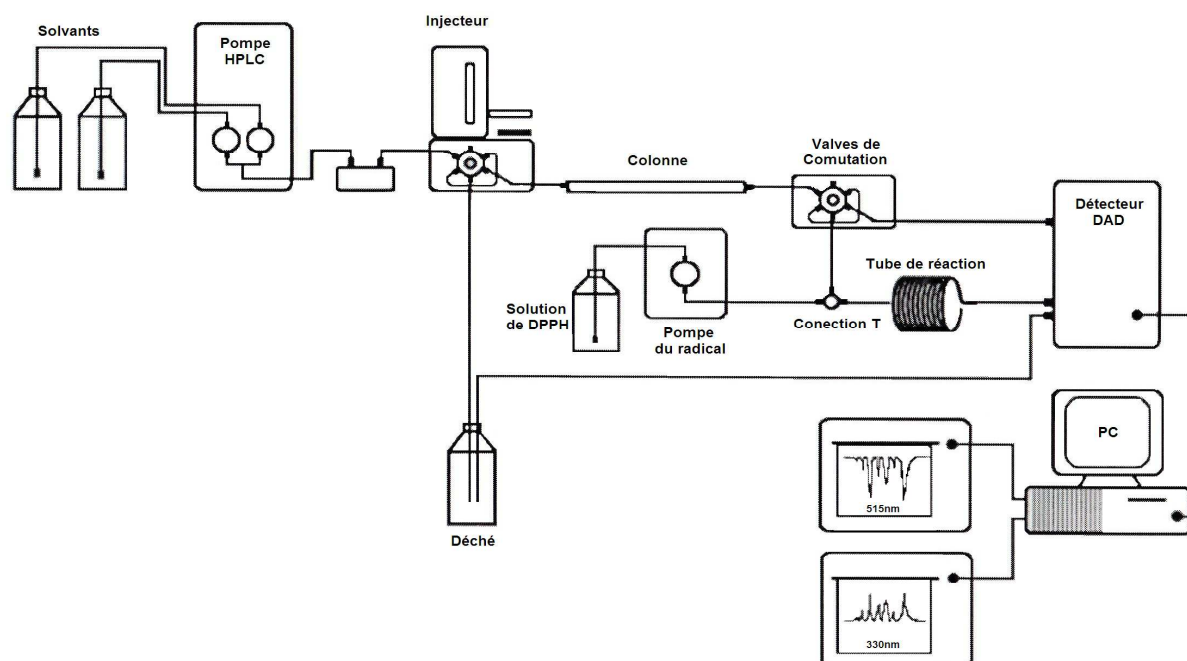 Solvants
Pompe
HPLC
Injecteur
Colonne
Valves de
Comutation
Détecteur
DAD
Tube de réaction
Solution
de DPPH
Pompe
du radical
Conection T
Déché
PC
515nm
330nm